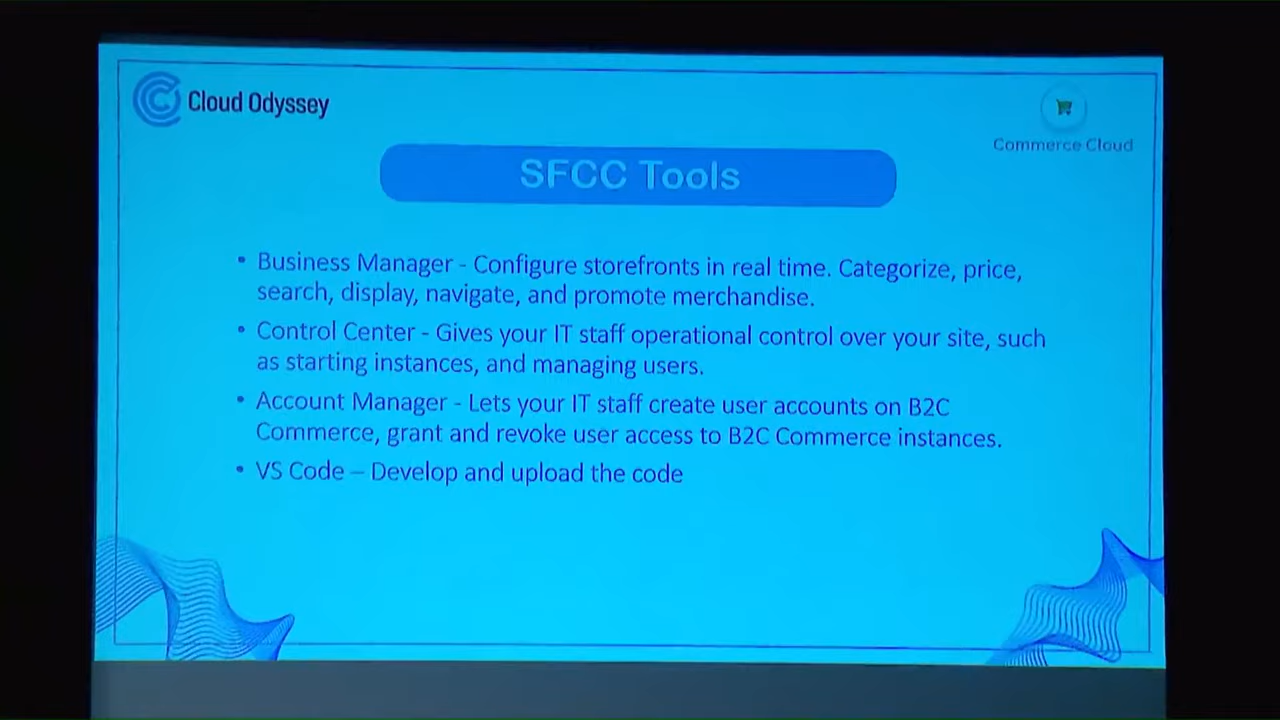 Cloud Odyssey
Commerce Cloud
SFCC Tools
• Business Manager - Configure storefronts in real time. Categorize, price,
search, display, navigate, and promote merchandise.
• Control Center - Gives your IT staff operational control over your site, such
as starting instances, and managing users.
• Account Manager - Lets your IT staff create user accounts on B2C
Commerce, grant and revoke user access to B2C Commerce instances.
• VS Code – Develop and upload the code